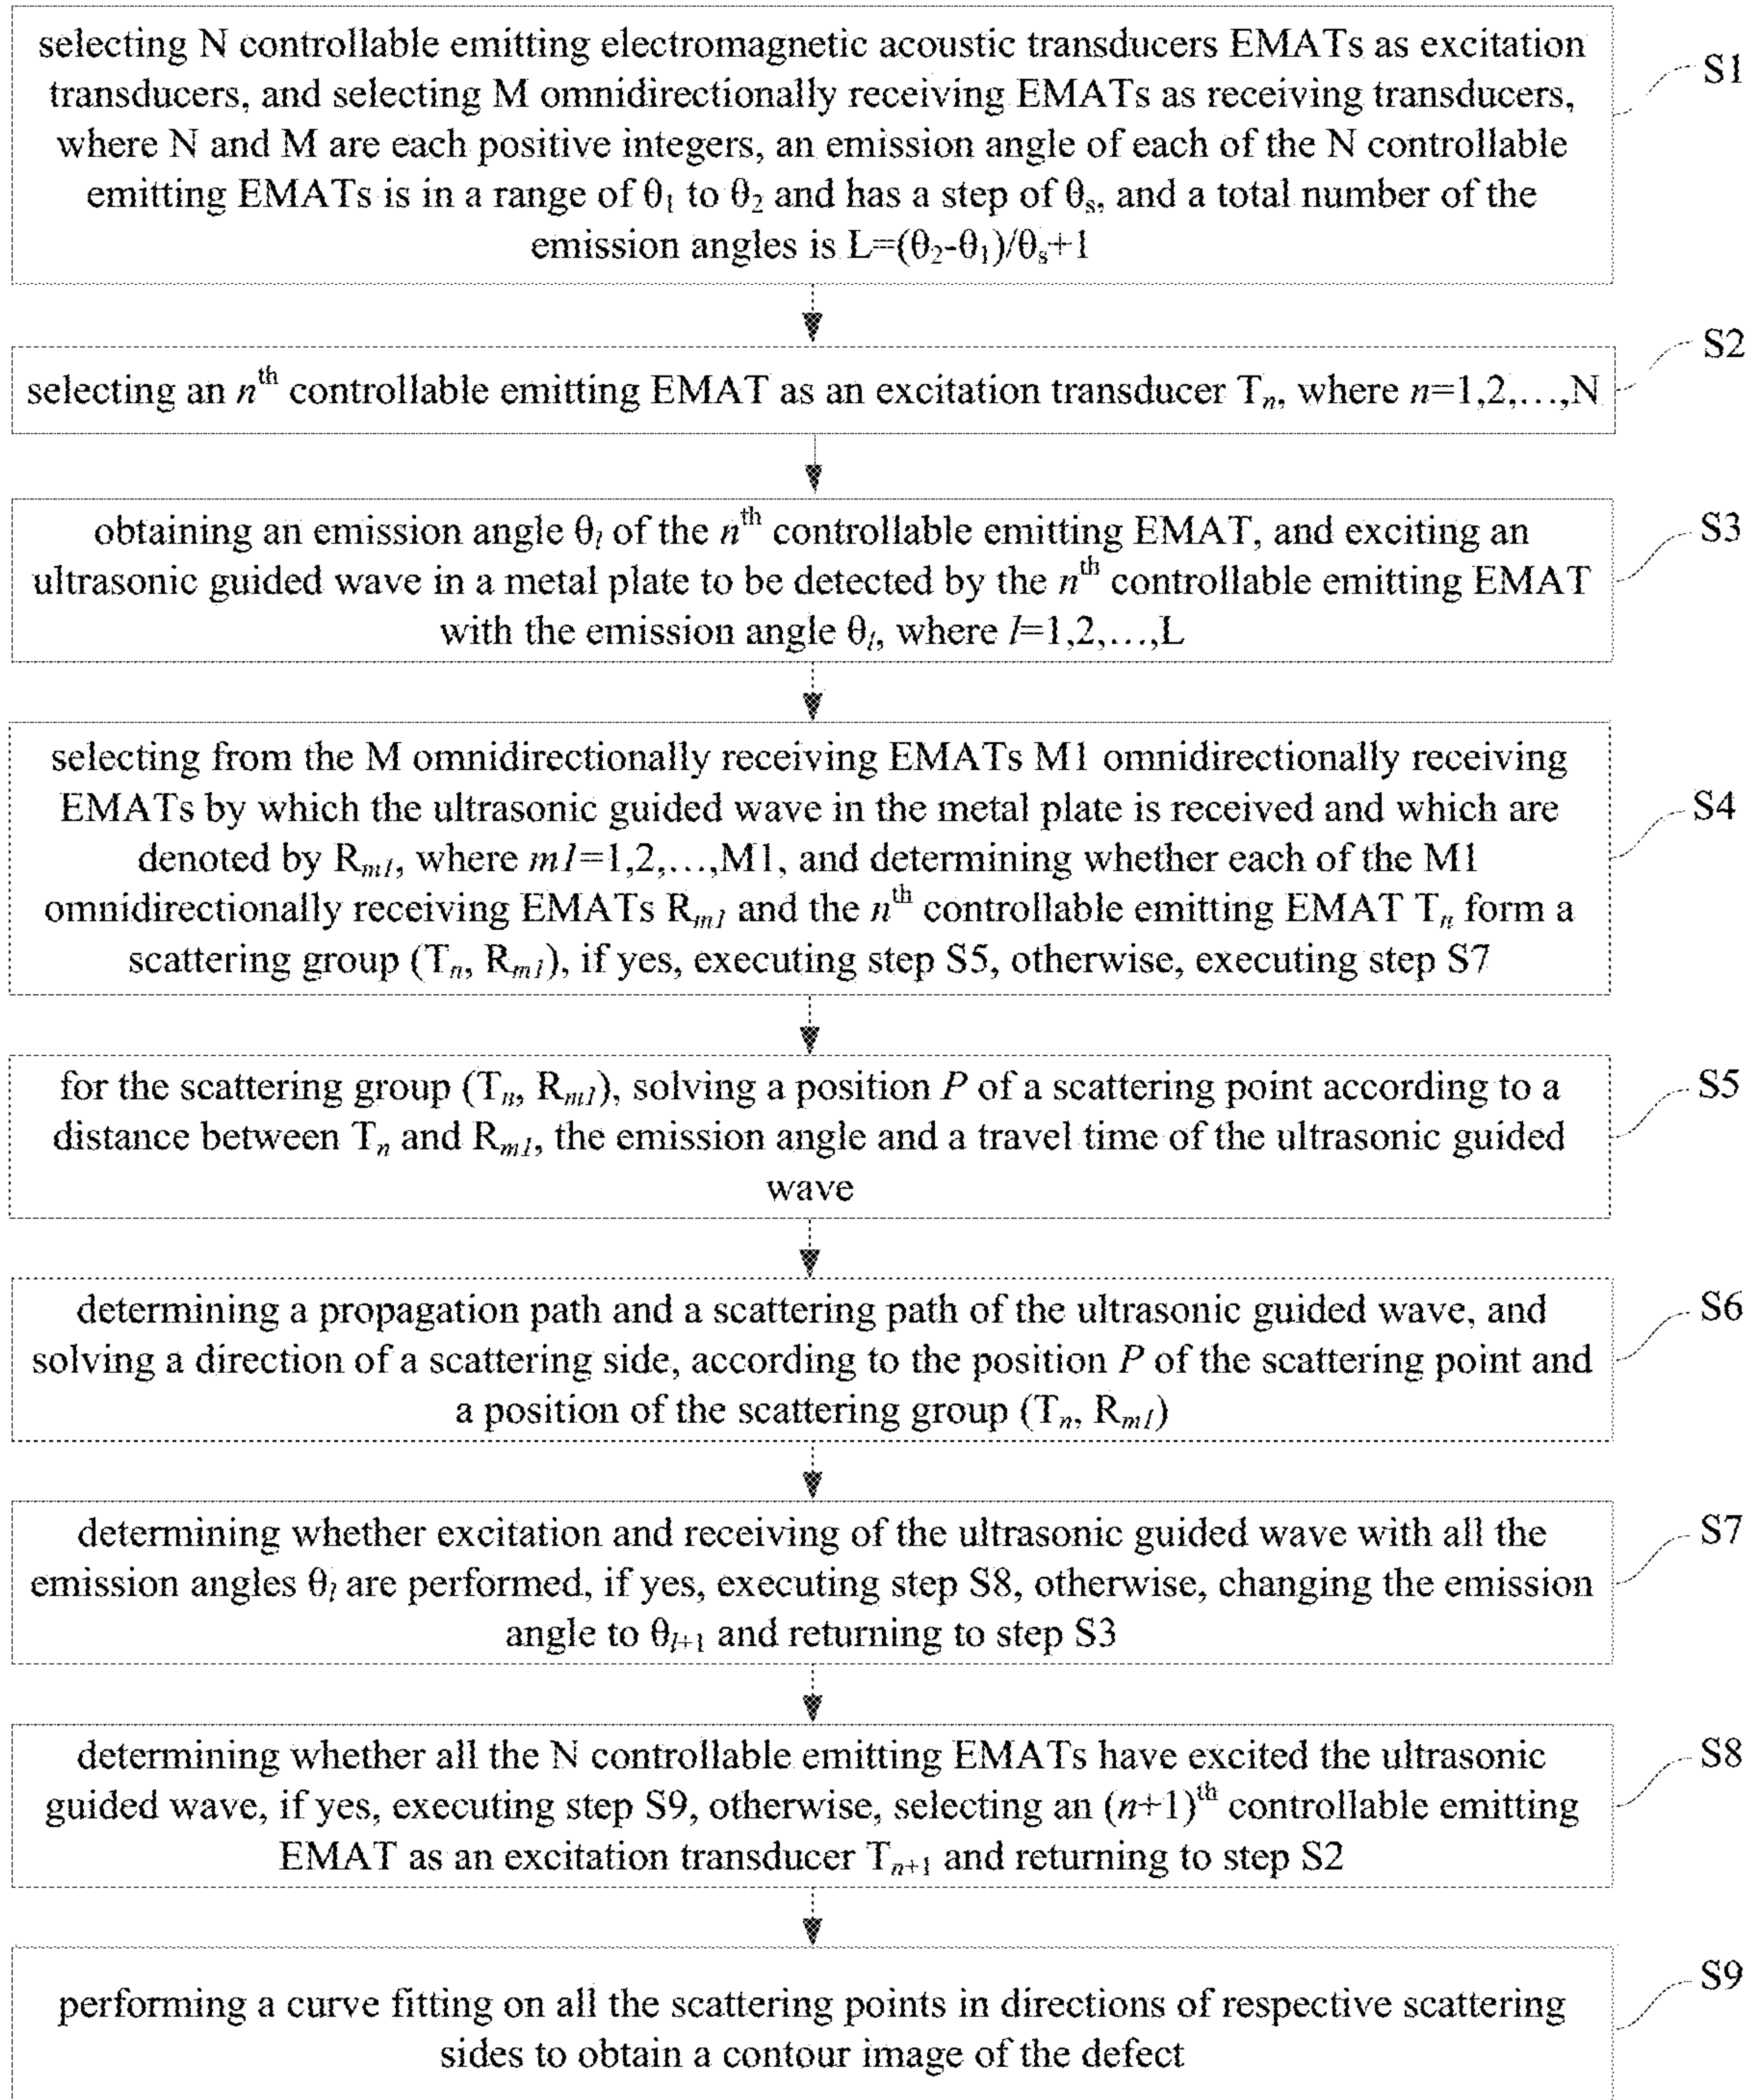 selecting N controllable emitting electromagnetic acoustic transducers EMATs as excitation
transducers, and selecting M omnidirectionally receiving EMATs as receiving transducers,
where N and M are each positive integers, an emission angle of each of the N controllable
emitting EMATs is in a range of θ₁ to θ₂ and has a step of θₛ, and a total number of the
emission angles is L=(θ₂-θ₁)/θₛ+1
S1
selecting an nᵗʰ controllable emitting EMAT as an excitation transducer Tₙ, where n=1,2,…,N
S2
obtaining an emission angle θₗ of the nᵗʰ controllable emitting EMAT, and exciting an
ultrasonic guided wave in a metal plate to be detected by the nᵗʰ controllable emitting EMAT
with the emission angle θₗ, where l=1,2,…,L
S3
selecting from the M omnidirectionally receiving EMATs M1 omnidirectionally receiving
EMATs by which the ultrasonic guided wave in the metal plate is received and which are
denoted by Rₘ₁, where m1=1,2,…,M1, and determining whether each of the M1
omnidirectionally receiving EMATs Rₘ₁ and the nᵗʰ controllable emitting EMAT Tₙ form a
scattering group (Tₙ, Rₘ₁), if yes, executing step S5, otherwise, executing step S7
S4
for the scattering group (Tₙ, Rₘ₁), solving a position P of a scattering point according to a
distance between Tₙ and Rₘ₁, the emission angle and a travel time of the ultrasonic guided
wave
S5
determining a propagation path and a scattering path of the ultrasonic guided wave, and
solving a direction of a scattering side, according to the position P of the scattering point and
a position of the scattering group (Tₙ, Rₘ₁)
S6
determining whether excitation and receiving of the ultrasonic guided wave with all the
emission angles θₗ are performed, if yes, executing step S8, otherwise, changing the emission
angle to θₗ₊₁ and returning to step S3
S7
determining whether all the N controllable emitting EMATs have excited the ultrasonic
guided wave, if yes, executing step S9, otherwise, selecting an (n+1)ᵗʰ controllable emitting
EMAT as an excitation transducer Tₙ₊₁ and returning to step S2
S8
performing a curve fitting on all the scattering points in directions of respective scattering
sides to obtain a contour image of the defect
S9